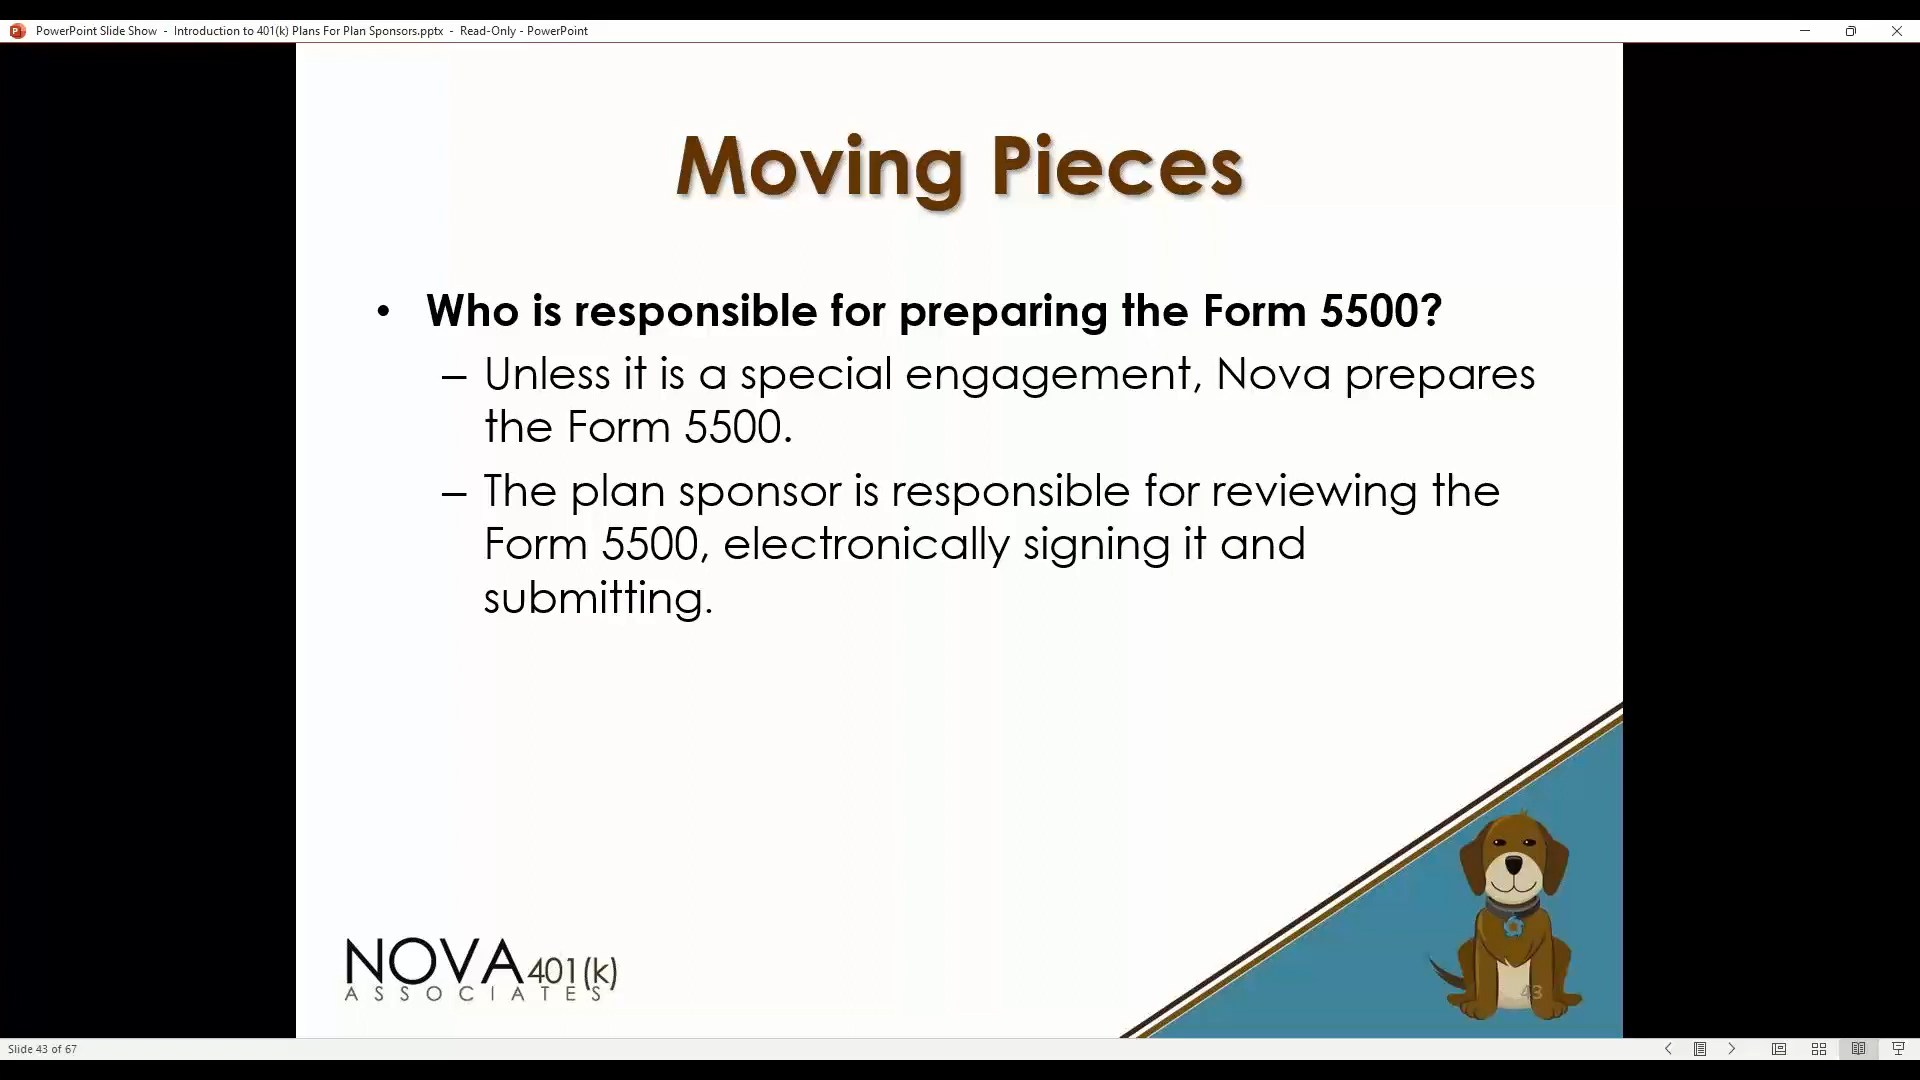 PowerPoint Slide Show - Introduction to 401(k) Plans For Plan Sponsors.pptx - Read-Only - PowerPoint
Moving Pieces
• Who is responsible for preparing the Form 5500?
– Unless it is a special engagement, Nova prepares
the Form 5500.
– The plan sponsor is responsible for reviewing the
Form 5500, electronically signing it and
submitting.
NOVA 401(k)
ASSOCIATES
43
Slide 43 of 67